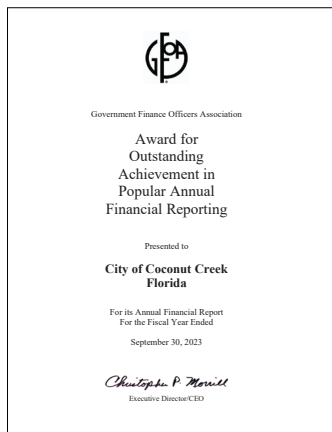 GFOA
Government Finance Officers Association
Award for
Outstanding
Achievement in
Popular Annual
Financial Reporting
Presented to
City of Coconut Creek
Florida
For its Annual Financial Report
For the Fiscal Year Ended
September 30, 2023
Christopher P. Morrill
Executive Director/CEO